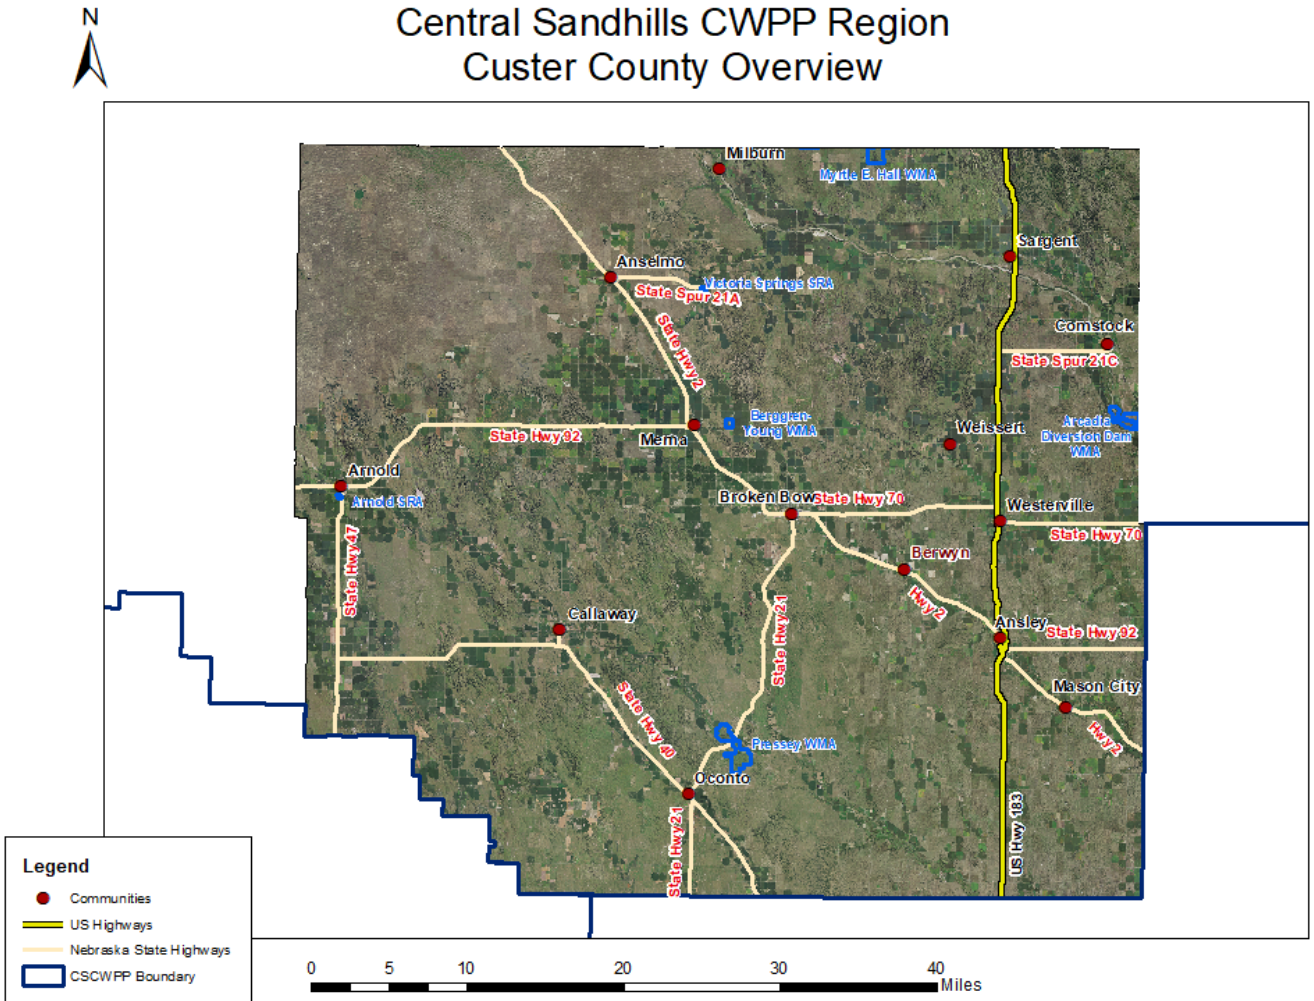 N
Central Sandhills CWPP Region
Custer County Overview
Milburn
Myrtle E. Hall WMA
Sargent
Anselmo
Victoria Springs SRA
State Spur 21A
Comstock
State Hwy 2
State Spur 21C
Berggren-
Young WMA
Arcadia
Diversion Dam
WMA
Weissert
State Hwy 92
Merna
Arnold
Arnold SRA
Broken Bow
State Hwy 70
Westerville
State Hwy 70
State Hwy 47
Berwyn
Hwy 2
Callaway
State Hwy 21
Ansley
State Hwy 92
Mason City
Hwy 2
State Hwy 40
Pressey WMA
Oconto
State Hwy 21
US Hwy 183
Legend
Communities
US Highways
Nebraska State Highways
CSCWPP Boundary
0 5 10 20 30 40
Miles